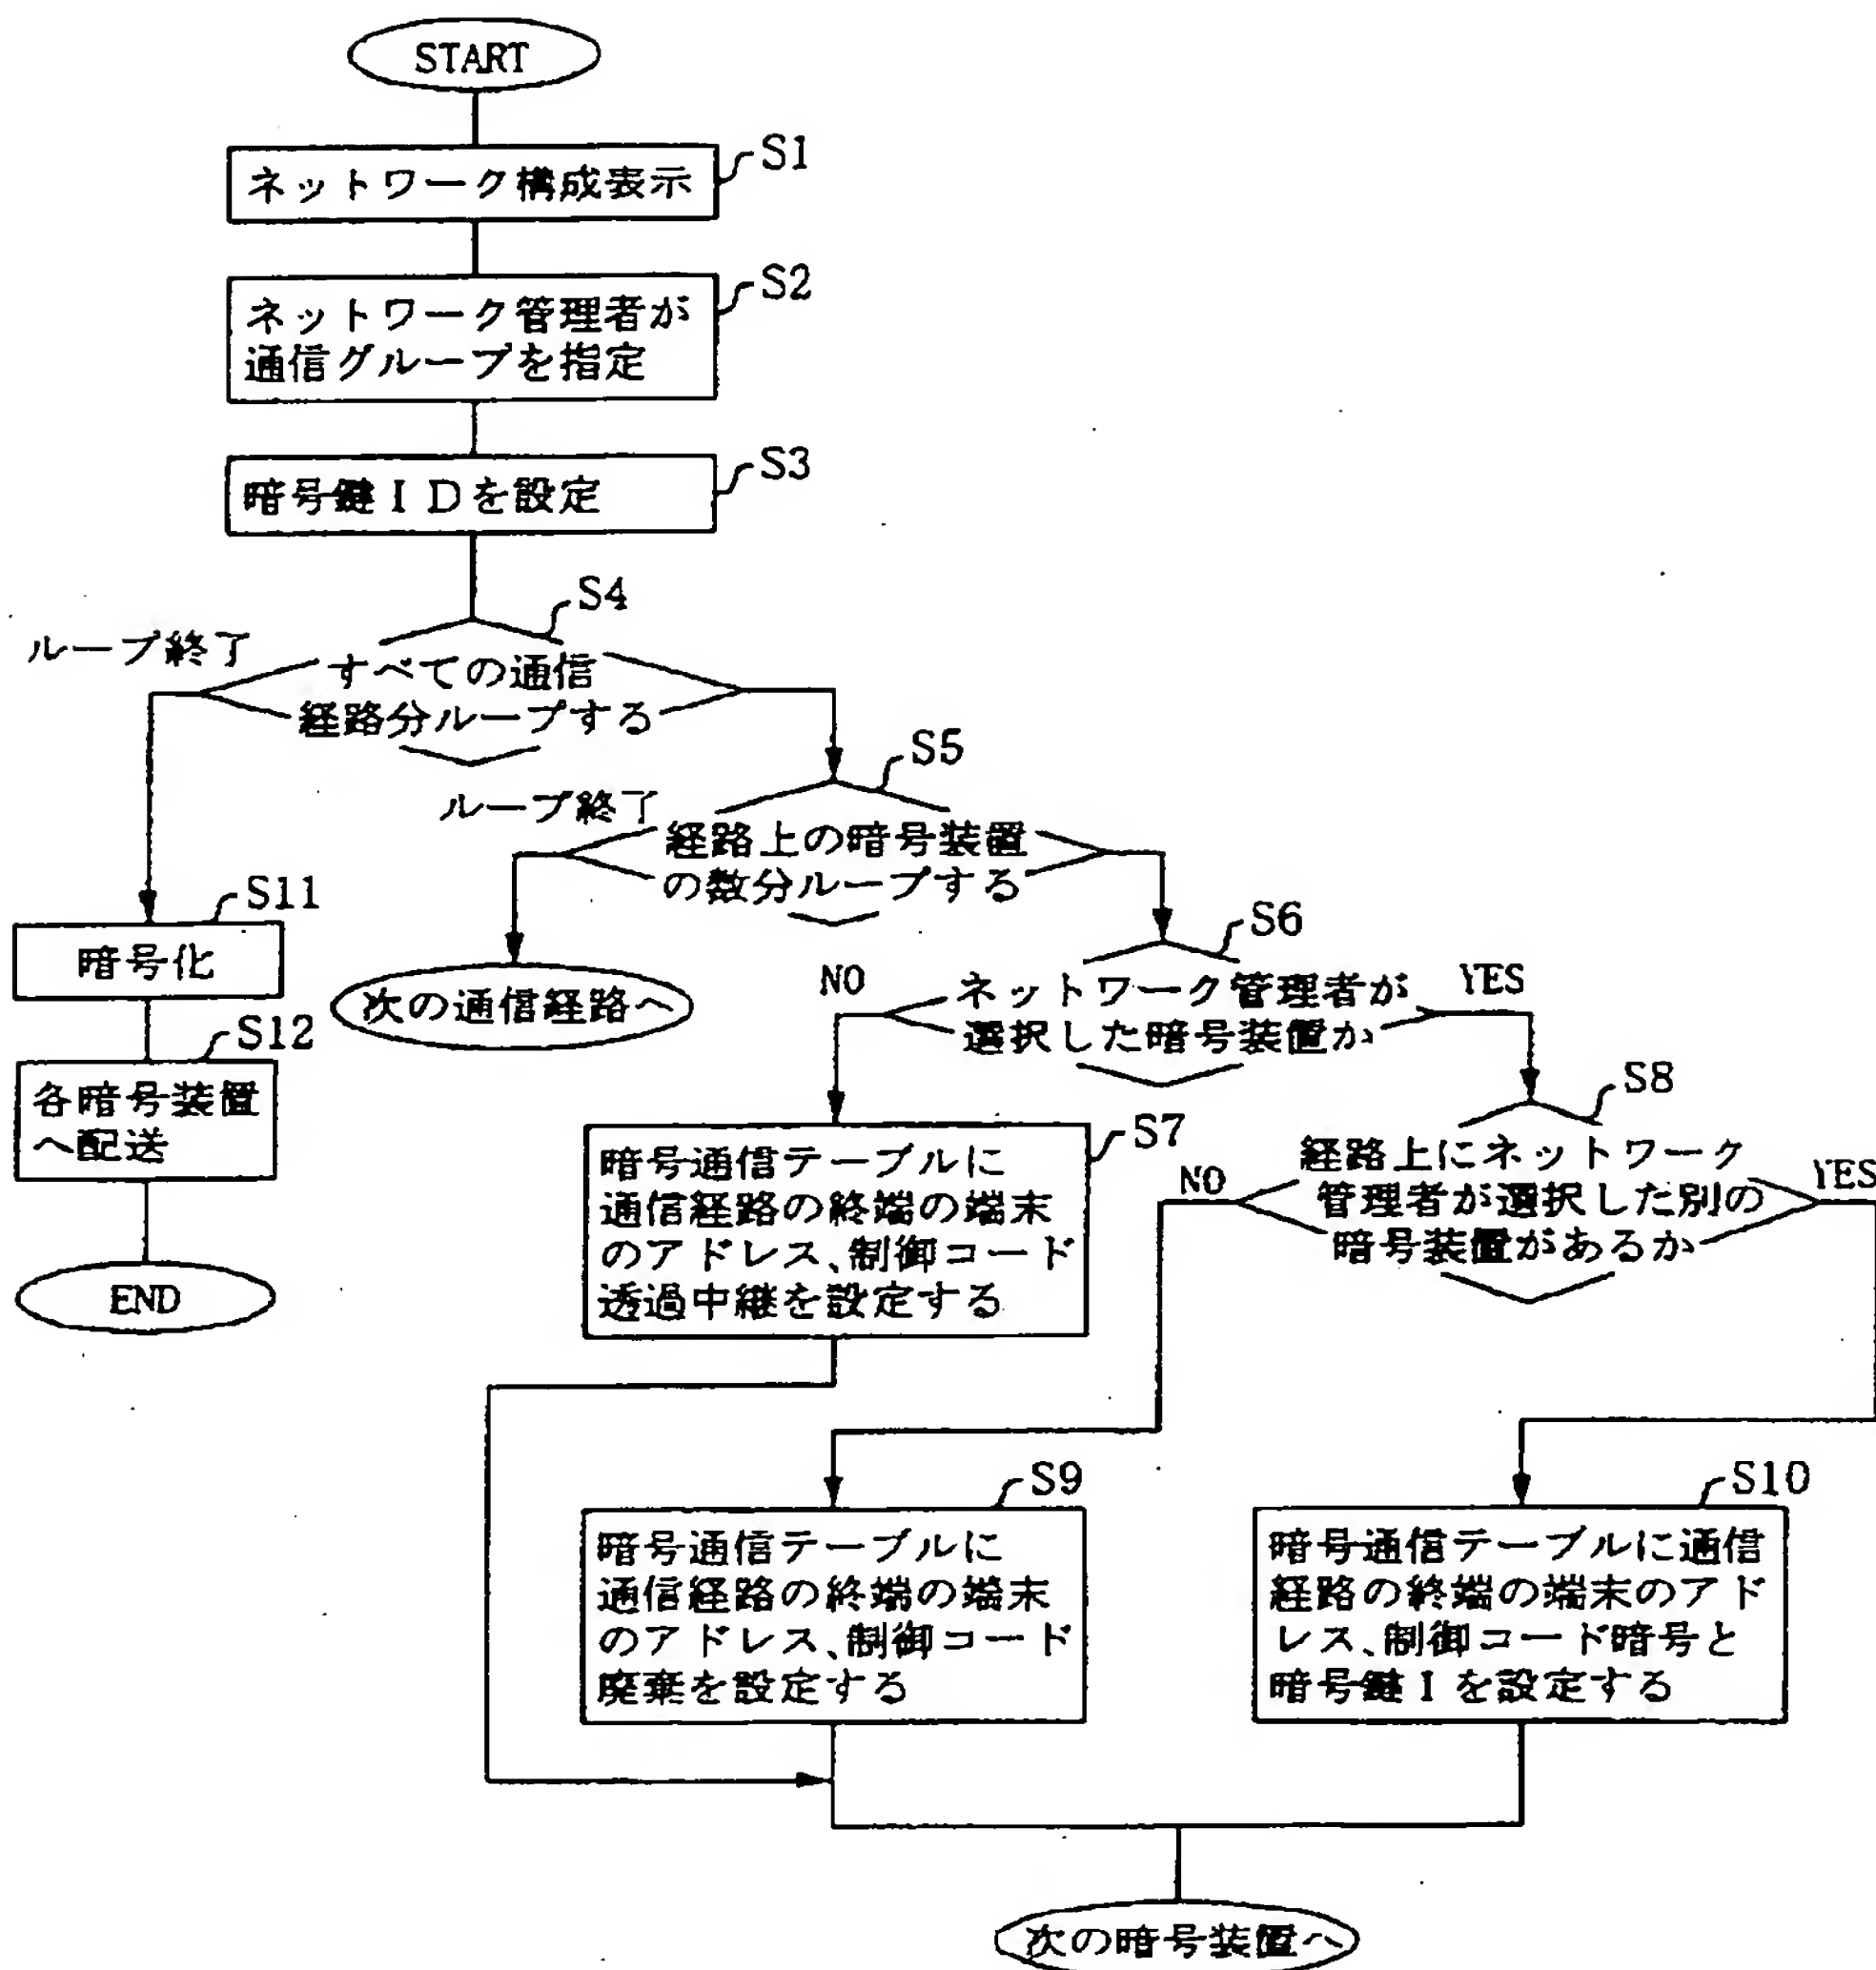 START
S1
ネットワーク構成表示
S2
ネットワーク管理者が
通信グループを指定
S3
暗号鍵IDを設定
S4
ループ終了
すべての通信
経路分ループする
S5
ループ終了
経路上の暗号装置
の数分ループする
S11
暗号化
次の通信経路へ
S6
NO
YES
ネットワーク管理者が
選択した暗号装置か
S12
各暗号装置
へ配送
END
S7
暗号通信テーブルに
通信経路の終端の端末
のアドレス、制御コード
透過中継を設定する
S8
NO
YES
経路上にネットワーク
管理者が選択した別の
暗号装置があるか
S9
暗号通信テーブルに
通信経路の終端の端末
のアドレス、制御コード
廃棄を設定する
S10
暗号通信テーブルに通信
経路の終端の端末のアド
レス、制御コード暗号と
暗号鍵Iを設定する
次の暗号装置へ